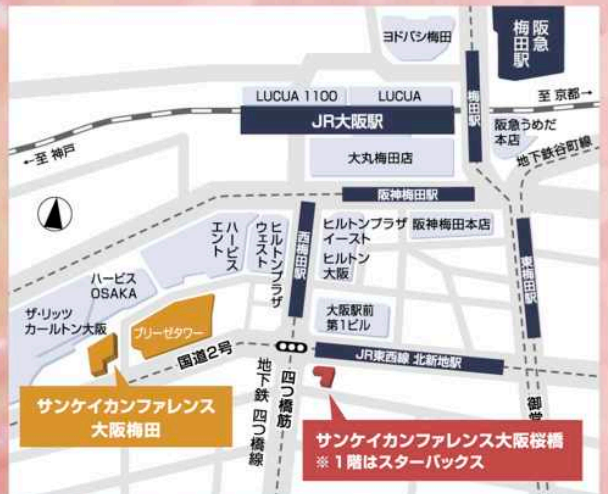 ヨドバシ梅田
阪急
梅田駅
LUCUA 1100
LUCUA
梅田駅
至 京都→
JR大阪駅
阪急うめだ
本店
←至 神戸
大丸梅田店
地下鉄谷町線
阪神梅田駅
ハービス
エント
ヒルトンプラザ
ウェスト
西梅田駅
ヒルトンプラザ
イースト
阪神梅田本店
ヒルトン
大阪
東梅田駅
ハービス
OSAKA
ザ・リッツ
カールトン大阪
ブリーゼタワー
大阪駅前
第1ビル
国道2号
JR東西線 北新地駅
サンケイカンファレンス
大阪梅田
地下鉄 四つ橋線
四つ橋筋
サンケイカンファレンス大阪桜橋
※ 1階はスターバックス